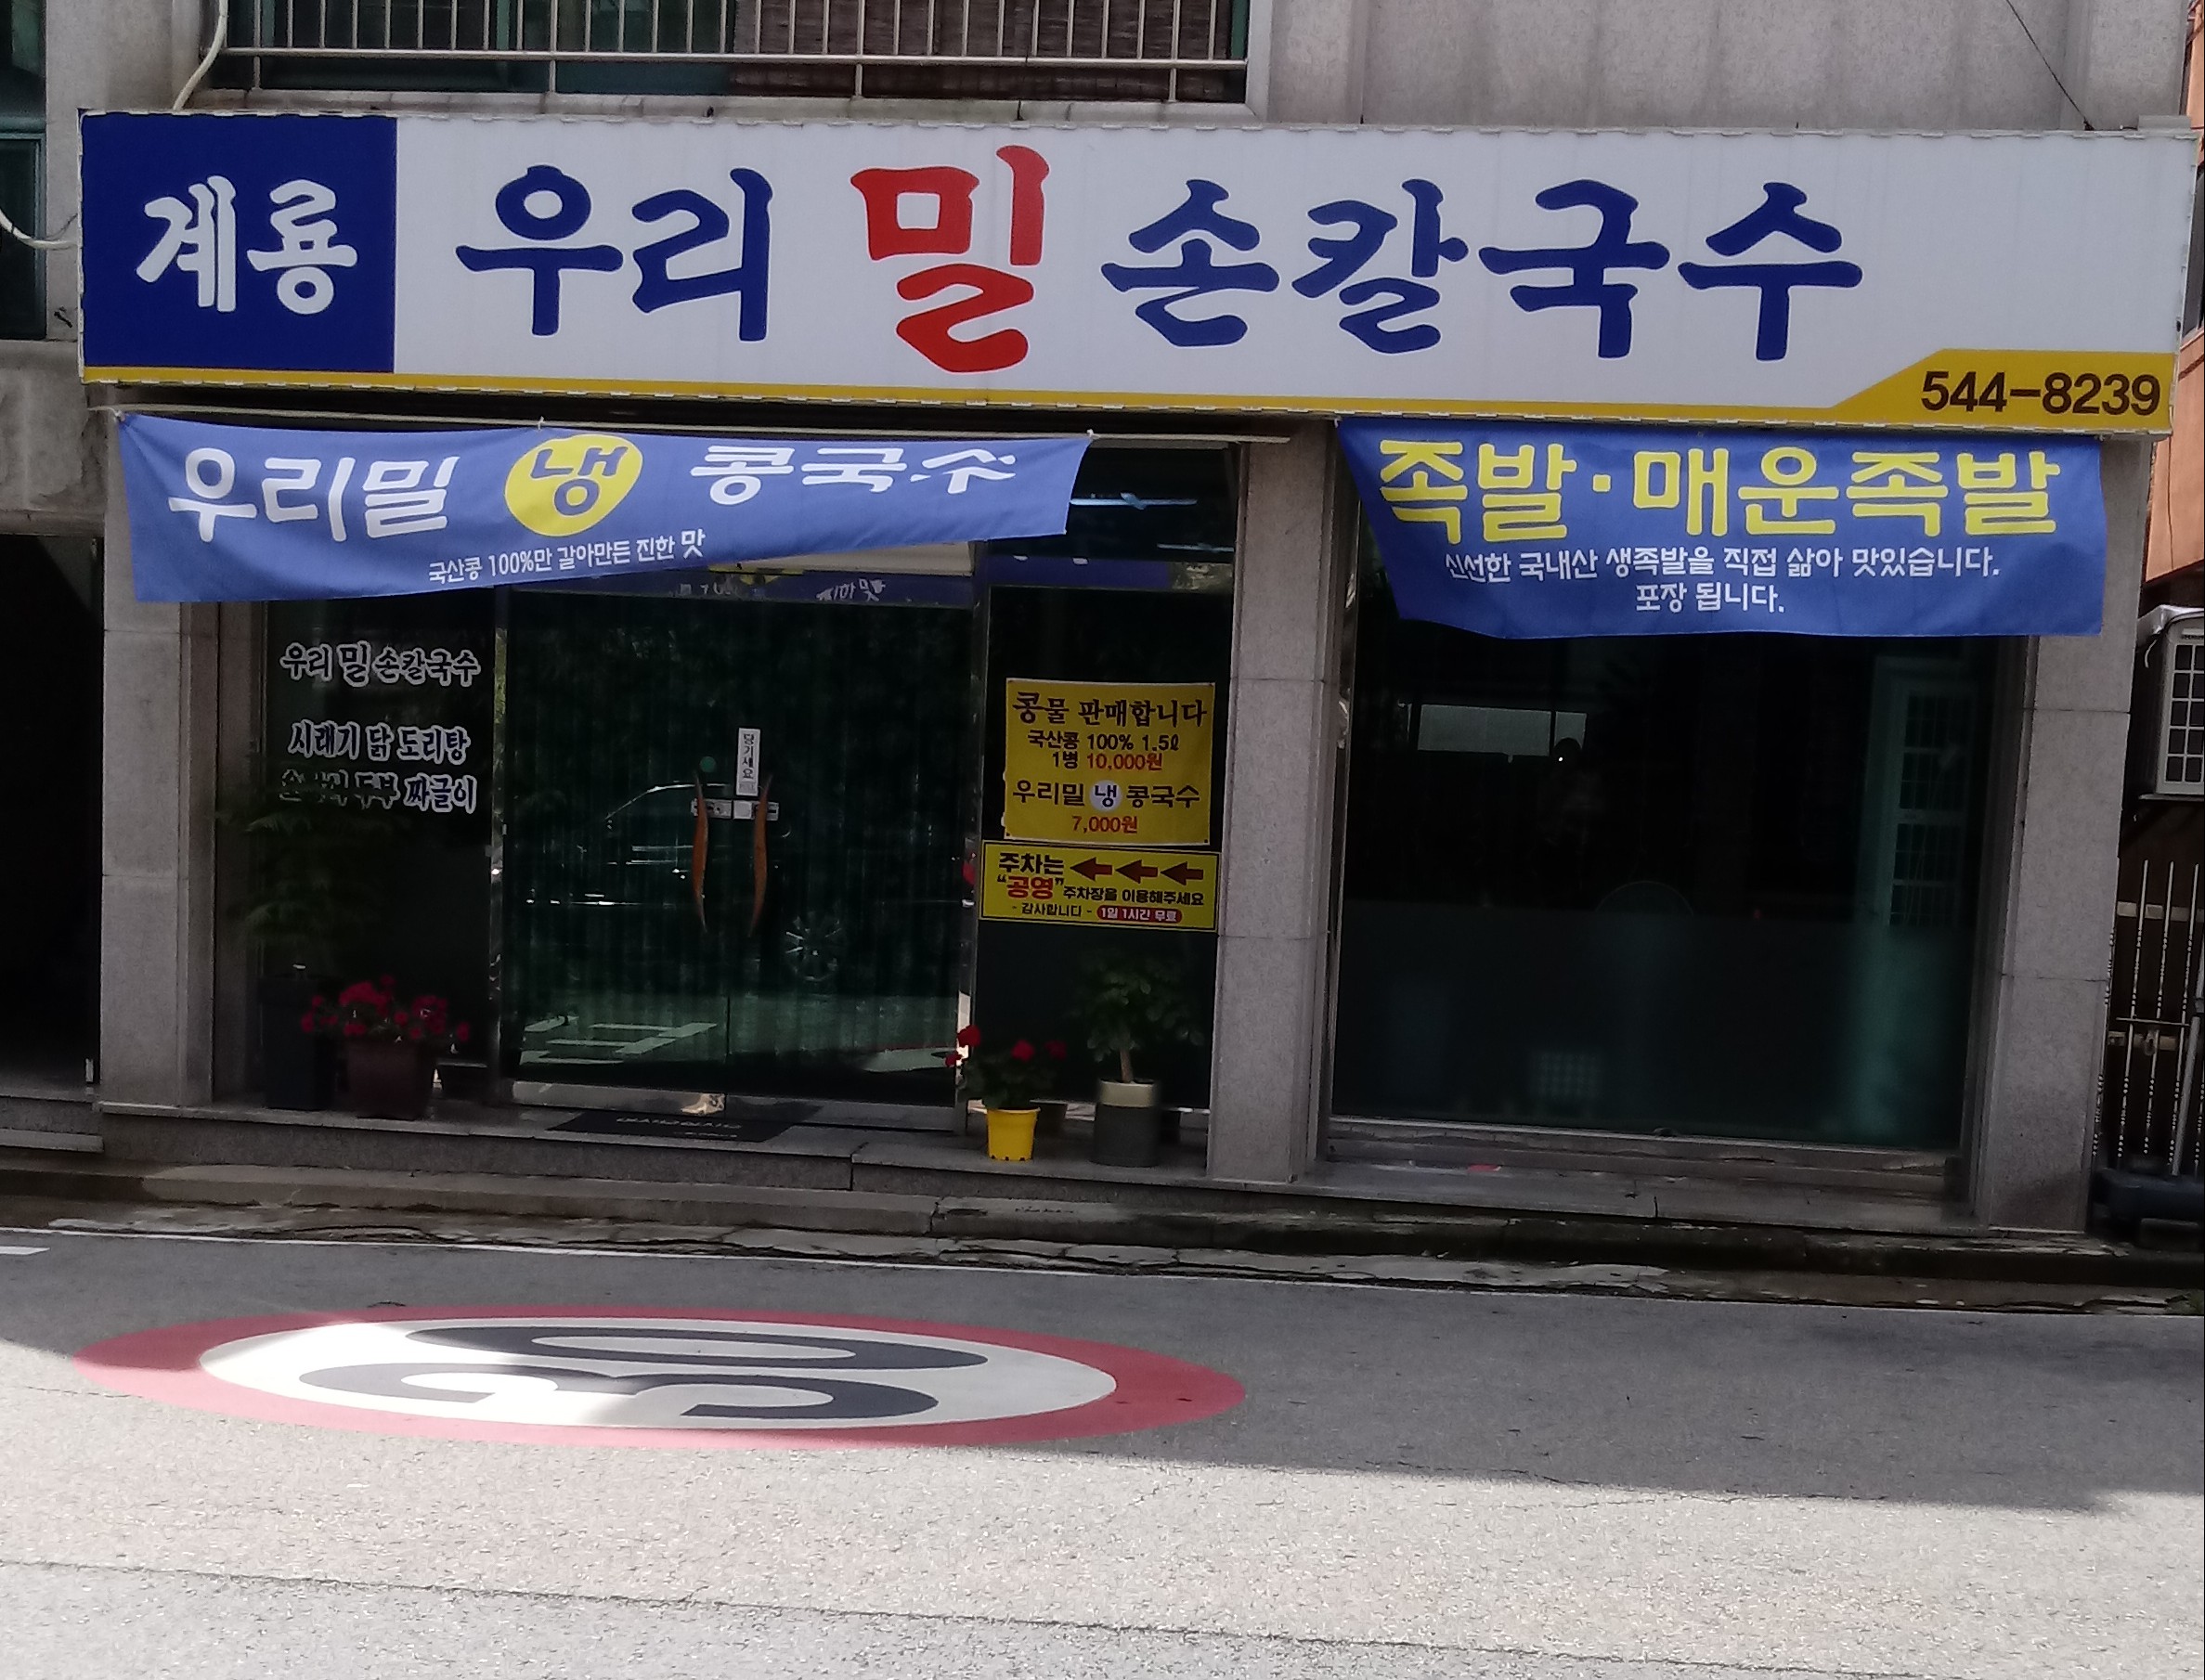 계룡 우리 밀 손칼국수
544-8239
우리밀 냉 콩국수
국산콩 100%만 갈아만든 진한 맛
족발·매운족발
신선한 국내산 생족발을 직접 삶아 맛있습니다.
포장 됩니다.
우리 밀 손칼국수
시래기 닭 도리탕
두부 짜글이
당기세요
콩물 판매합니다
국산콩 100% 1.5ℓ
1병 10,000원
우리밀 냉 콩국수
7,000원
주차는
"공영" 주차장을 이용해주세요
- 감사합니다 - 1일 1시간 무료
30